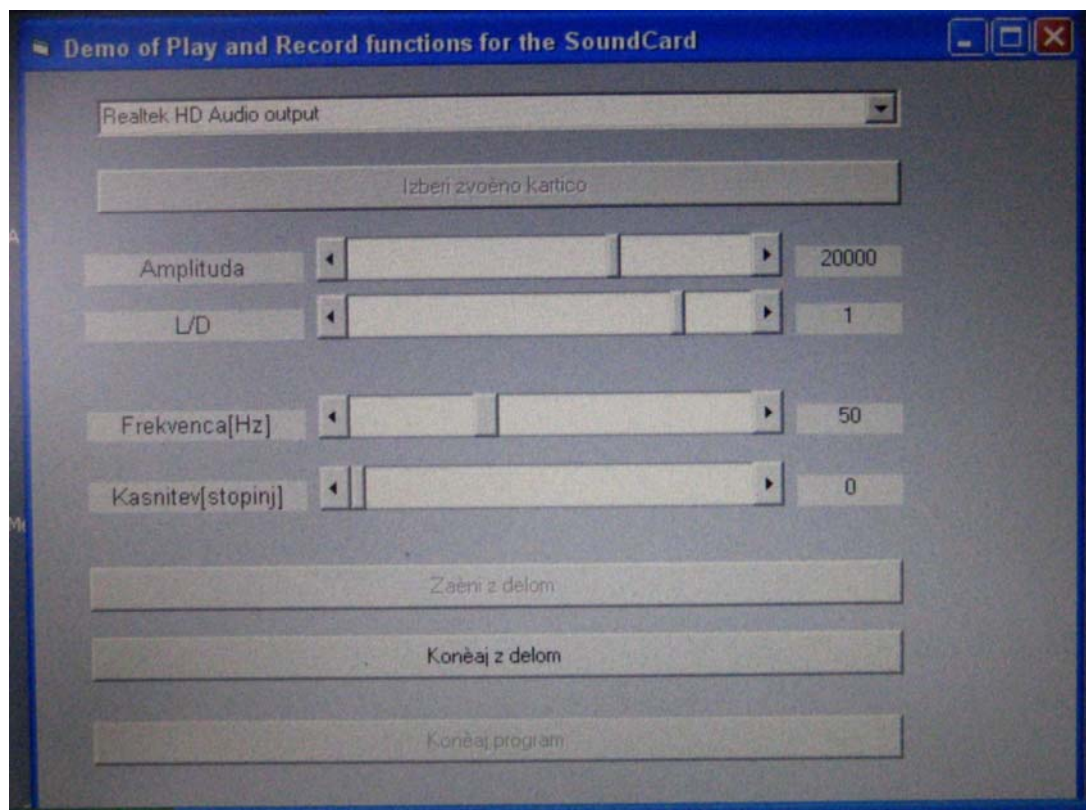 Demo of Play and Record functions for the SoundCard
Realtek HD Audio output
Izberi zvoèno kartico
Amplituda 20000
L/D 1
Frekvenca[Hz] 50
Kasnitev[stopinj] 0
Zaèni z delom
Konèaj z delom
Konèaj program